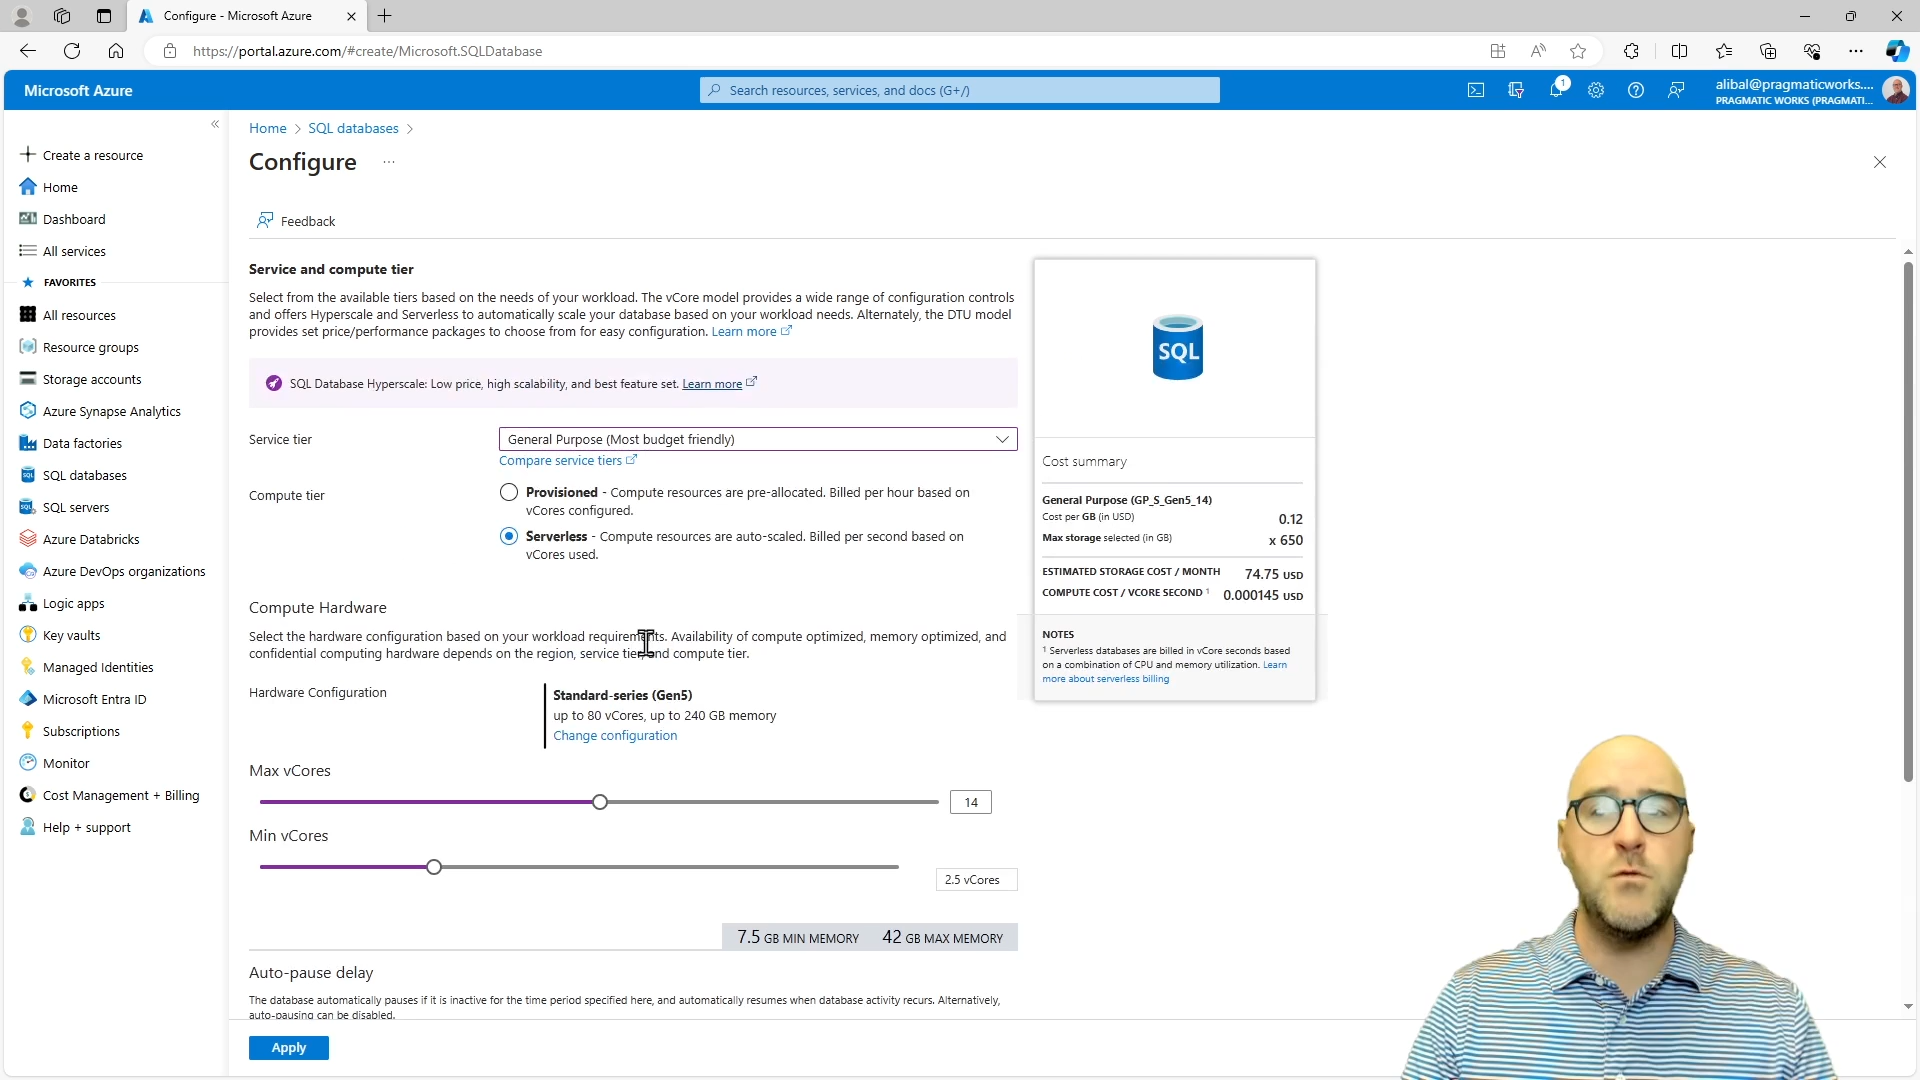 Configure - Microsoft Azure
https://portal.azure.com/#create/Microsoft.SQLDatabase
Microsoft Azure
Search resources, services, and docs (G+/)
1
alibal@pragmaticworks....
PRAGMATIC WORKS (PRAGMATI...
Create a resource
Home
Dashboard
All services
FAVORITES
All resources
Resource groups
Storage accounts
Azure Synapse Analytics
Data factories
SQL databases
SQL servers
Azure Databricks
Azure DevOps organizations
Logic apps
Key vaults
Managed Identities
Microsoft Entra ID
Subscriptions
Monitor
Cost Management + Billing
Help + support
Home > SQL databases >
Configure ...
Feedback
Service and compute tier
Select from the available tiers based on the needs of your workload. The vCore model provides a wide range of configuration controls
and offers Hyperscale and Serverless to automatically scale your database based on your workload needs. Alternately, the DTU model
provides set price/performance packages to choose from for easy configuration. Learn more
SQL Database Hyperscale: Low price, high scalability, and best feature set. Learn more
Service tier
General Purpose (Most budget friendly)
Compare service tiers
Compute tier
Provisioned - Compute resources are pre-allocated. Billed per hour based on
vCores configured.
Serverless - Compute resources are auto-scaled. Billed per second based on
vCores used.
Compute Hardware
Select the hardware configuration based on your workload requirements. Availability of compute optimized, memory optimized, and
confidential computing hardware depends on the region, service tier, and compute tier.
Hardware Configuration
Standard-series (Gen5)
up to 80 vCores, up to 240 GB memory
Change configuration
Max vCores
14
Min vCores
2.5 vCores
7.5 GB MIN MEMORY 42 GB MAX MEMORY
Auto-pause delay
The database automatically pauses if it is inactive for the time period specified here, and automatically resumes when database activity recurs. Alternatively,
auto-pausing can be disabled.
Apply
SQL
Cost summary
General Purpose (GP_S_Gen5_14)
Cost per GB (in USD) 0.12
Max storage selected (in GB) x 650
ESTIMATED STORAGE COST / MONTH 74.75 USD
COMPUTE COST / VCORE SECOND 1 0.000145 USD
NOTES
1 Serverless databases are billed in vCore seconds based
on a combination of CPU and memory utilization. Learn
more about serverless billing